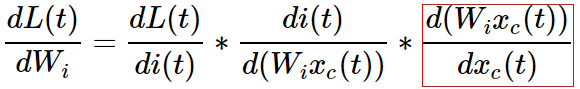 dL(t)/dW_i = dL(t)/di(t) * di(t)/d(W_i x_c(t)) * d(W_i x_c(t))/dx_c(t)